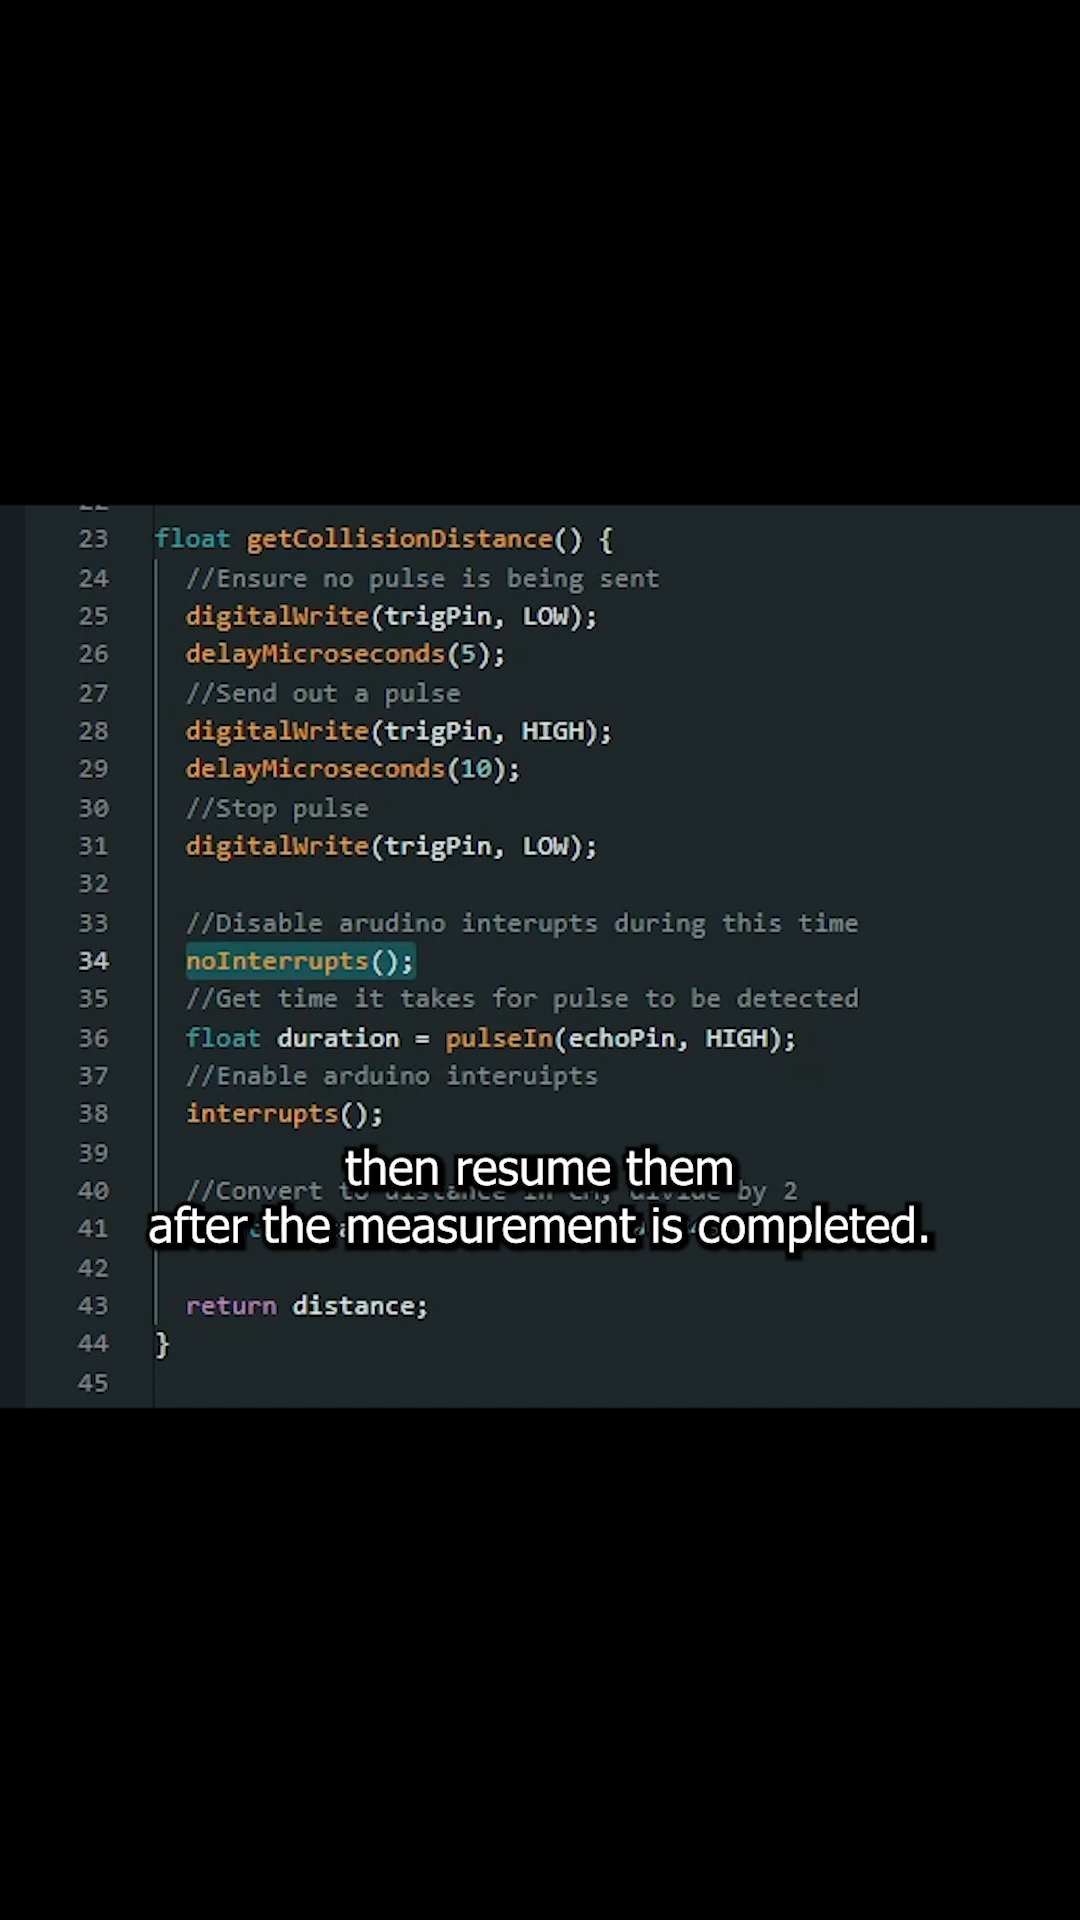 23 float getCollisionDistance() {
24 //Ensure no pulse is being sent
25 digitalWrite(trigPin, LOW);
26 delayMicroseconds(5);
27 //Send out a pulse
28 digitalWrite(trigPin, HIGH);
29 delayMicroseconds(10);
30 //Stop pulse
31 digitalWrite(trigPin, LOW);
32
33 //Disable arudino interupts during this time
34 noInterrupts();
35 //Get time it takes for pulse to be detected
36 float duration = pulseIn(echoPin, HIGH);
37 //Enable arduino interuipts
38 interrupts();
39
then resume them
40 //Convert by 2
41
after the measurement is completed.
42
43 return distance;
44 }
45